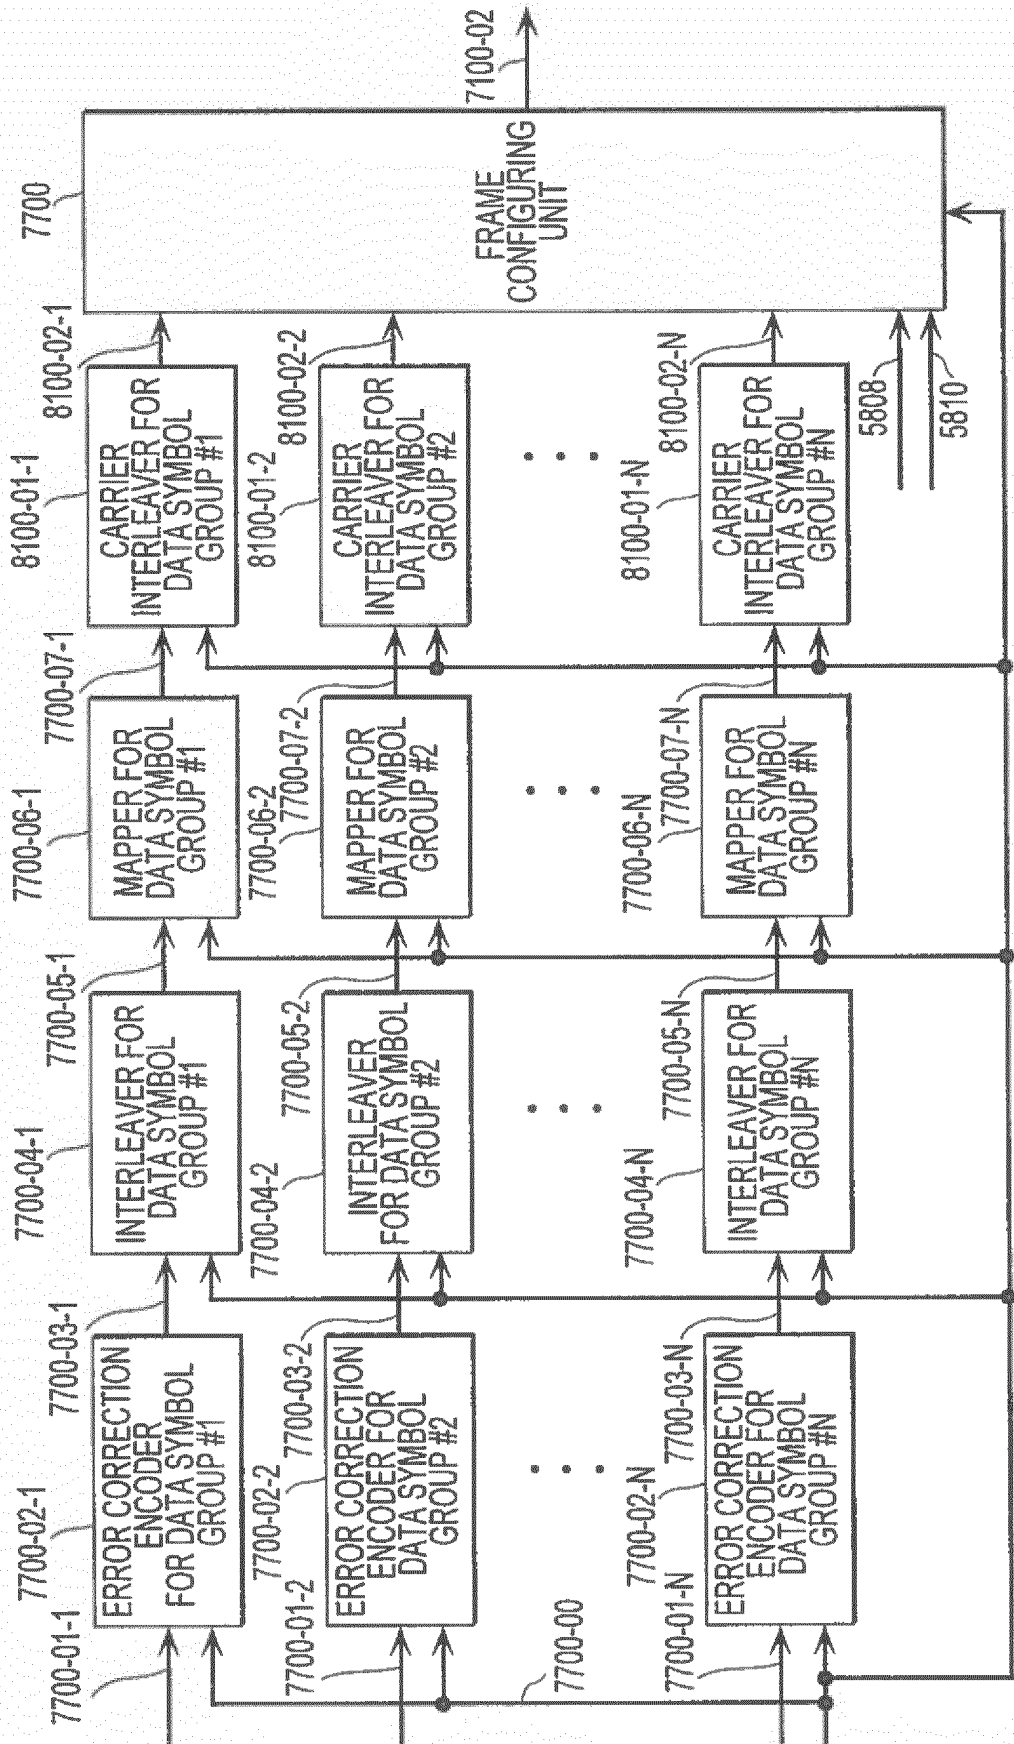 7700-01-1
7700-02-1
ERROR CORRECTION
ENCODER
FOR DATA SYMBOL
GROUP #1
7700-03-1
7700-04-1
INTERLEAVER FOR
DATA SYMBOL
GROUP #1
7700-05-1
7700-06-1
MAPPER FOR
DATA SYMBOL
GROUP #1
7700-07-1
8100-01-1
CARRIER
INTERLEAVER FOR
DATA SYMBOL
GROUP #1
8100-02-1
7700
FRAME
CONFIGURING
UNIT
7100-02
7700-01-2
7700-02-2
ERROR CORRECTION
ENCODER FOR
DATA SYMBOL
GROUP #2
7700-03-2
7700-04-2
INTERLEAVER
FOR DATA SYMBOL
GROUP #2
7700-05-2
7700-06-2
MAPPER FOR
DATA SYMBOL
GROUP #2
7700-07-2
8100-01-2
CARRIER
INTERLEAVER FOR
DATA SYMBOL
GROUP #2
8100-02-2
7700-00
7700-01-N
7700-02-N
ERROR CORRECTION
ENCODER FOR
DATA SYMBOL
GROUP #N
7700-03-N
7700-04-N
INTERLEAVER FOR
DATA SYMBOL
GROUP #N
7700-05-N
7700-06-N
MAPPER FOR
DATA SYMBOL
GROUP #N
7700-07-N
8100-01-N
CARRIER
INTERLEAVER FOR
DATA SYMBOL
GROUP #N
8100-02-N
5808
5810